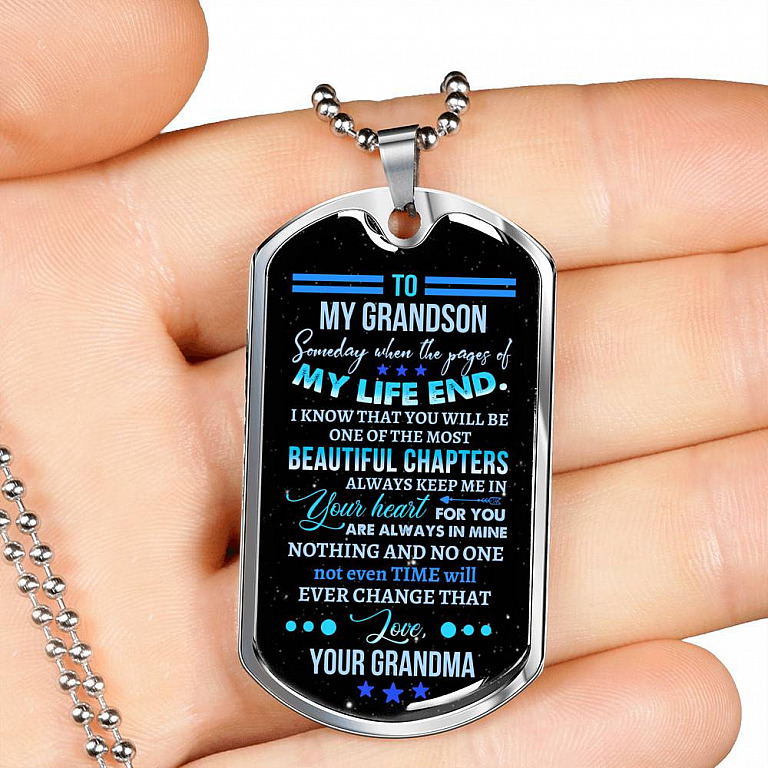 TO
MY GRANDSON
Someday when the pages of
MY LIFE END.
I KNOW THAT YOU WILL BE
ONE OF THE MOST
BEAUTIFUL CHAPTERS
ALWAYS KEEP ME IN
Your heart FOR YOU
ARE ALWAYS IN MINE
NOTHING AND NO ONE
not even TIME will
EVER CHANGE THAT
Love,
YOUR GRANDMA